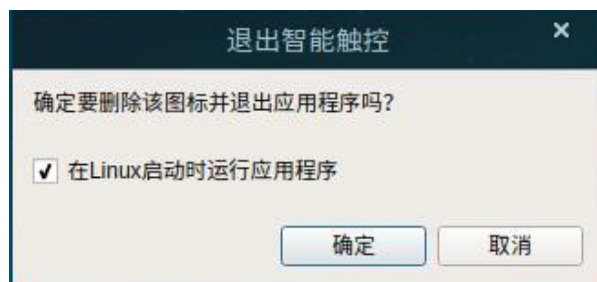 退出智能触控
确定要删除该图标并退出应用程序吗?
在Linux启动时运行应用程序
确定
取消